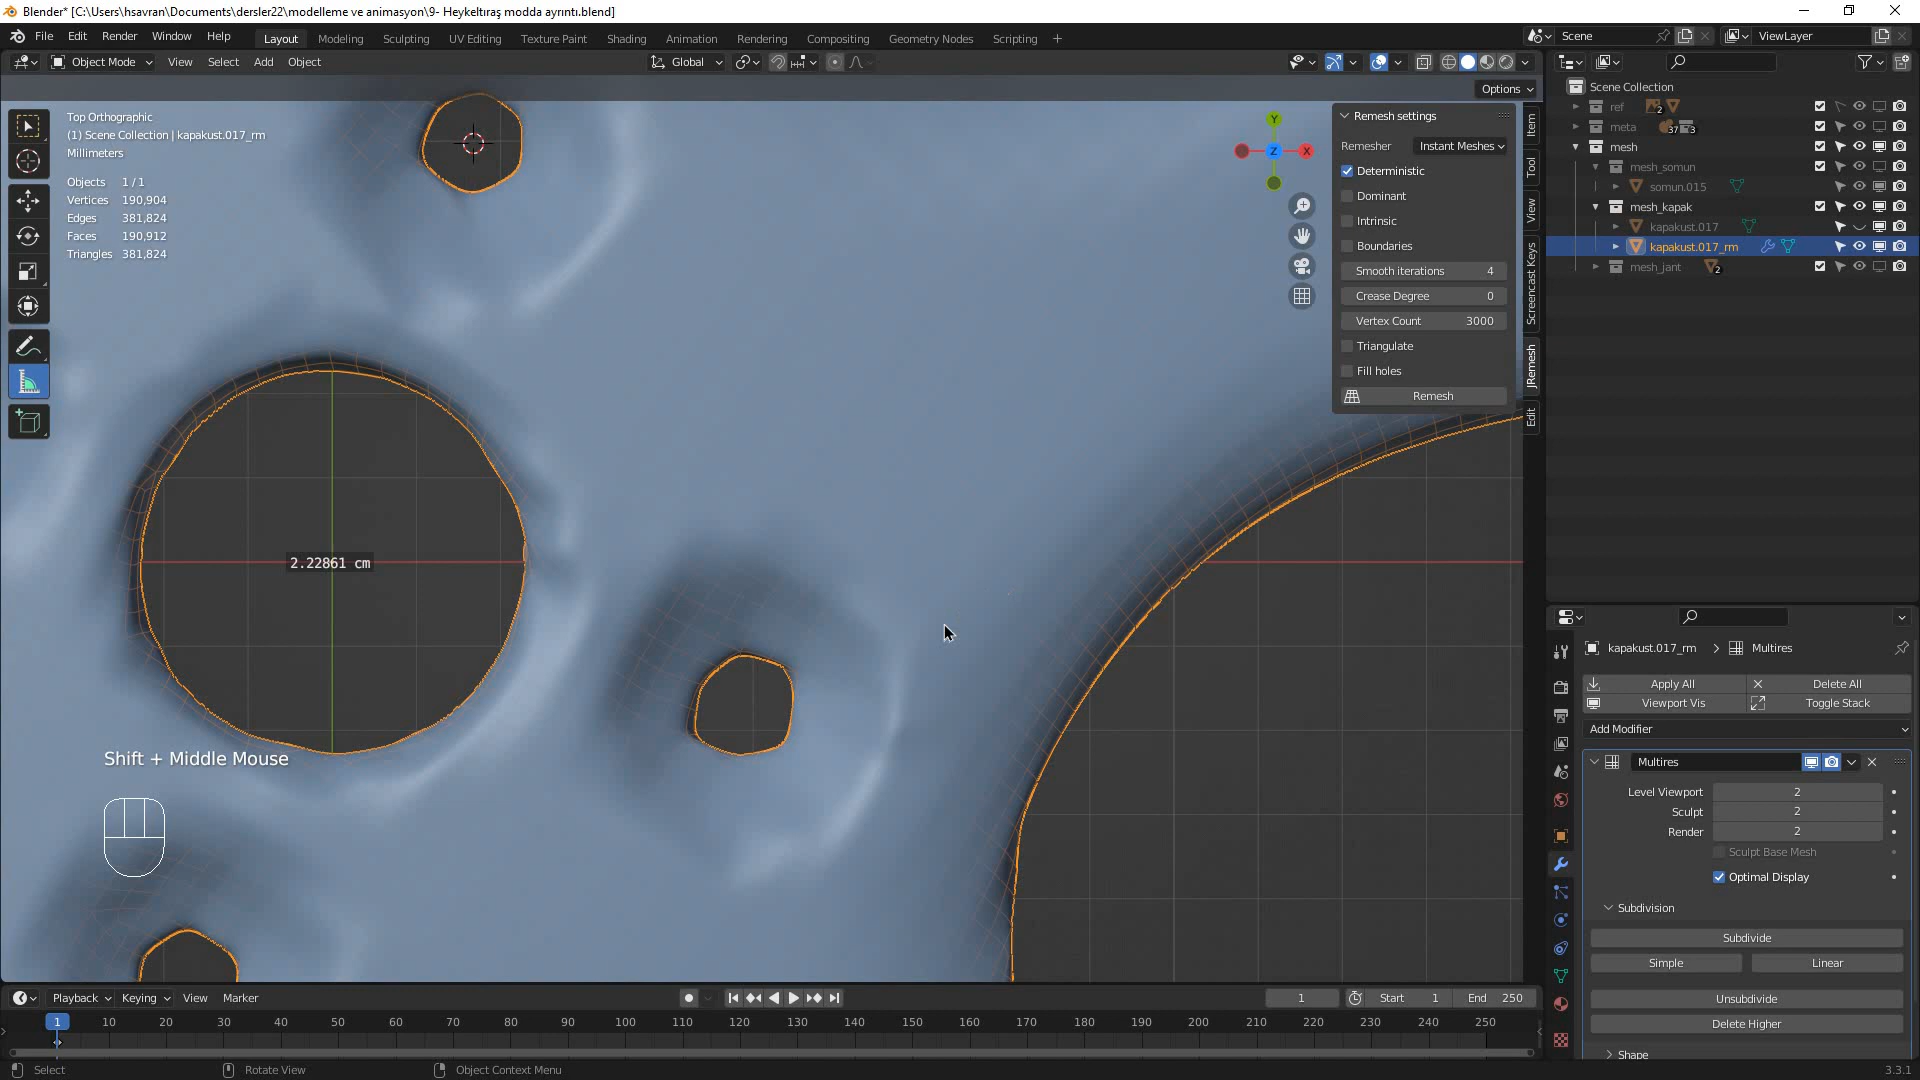 Blender* [C:\Users\hsavran\Documents\dersler22\modelleme ve animasyon\9- Heykeltıraş modda ayrıntı.blend]
File Edit Render Window Help Layout Modeling Sculpting UV Editing Texture Paint Shading Animation Rendering Compositing Geometry Nodes Scripting + Scene ViewLayer
Object Mode View Select Add Object Global
Options
Top Orthographic
(1) Scene Collection | kapakust.017_rm
Millimeters
Objects 1 / 1
Vertices 190,904
Edges 381,824
Faces 190,912
Triangles 381,824
Y
Z
X
2.22861 cm
Shift + Middle Mouse
Remesh settings
Remesher Instant Meshes
Deterministic
Dominant
Intrinsic
Boundaries
Smooth iterations 4
Crease Degree 0
Vertex Count 3000
Triangulate
Fill holes
Remesh
Item
Tool
View
Screencast Keys
JRemesh
Edit
Scene Collection
ref 2
meta 37 3
mesh
mesh_somun
somun.015
mesh_kapak
kapakust.017
kapakust.017_rm
mesh_jant 2
kapakust.017_rm > Multires
Apply All Delete All
Viewport Vis Toggle Stack
Add Modifier
Multires
Level Viewport 2
Sculpt 2
Render 2
Sculpt Base Mesh
Optimal Display
Subdivision
Subdivide
Simple Linear
Unsubdivide
Delete Higher
Shape
Playback Keying View Marker 1 Start 1 End 250
1 10 20 30 40 50 60 70 80 90 100 110 120 130 140 150 160 170 180 190 200 210 220 230 240 250
Select Rotate View Object Context Menu 3.3.1